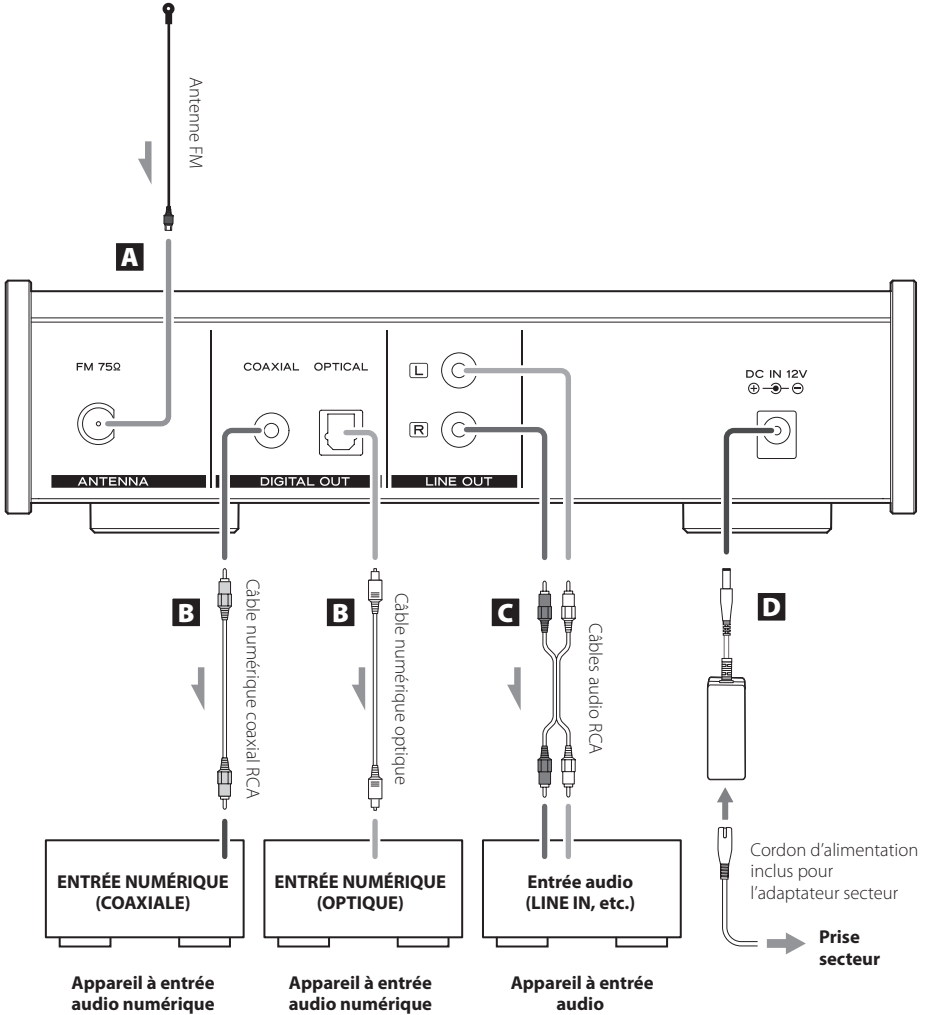 Antenne FM
A
FM 75Ω
COAXIAL OPTICAL
L
R
DC IN 12V
ANTENNA
DIGITAL OUT
LINE OUT
B
Câble numérique coaxial RCA
B
Câble numérique optique
C
Câbles audio RCA
D
ENTRÉE NUMÉRIQUE
(COAXIALE)
ENTRÉE NUMÉRIQUE
(OPTIQUE)
Entrée audio
(LINE IN, etc.)
Cordon d’alimentation
inclus pour
l’adaptateur secteur
Prise
secteur
Appareil à entrée
audio numérique
Appareil à entrée
audio numérique
Appareil à entrée
audio